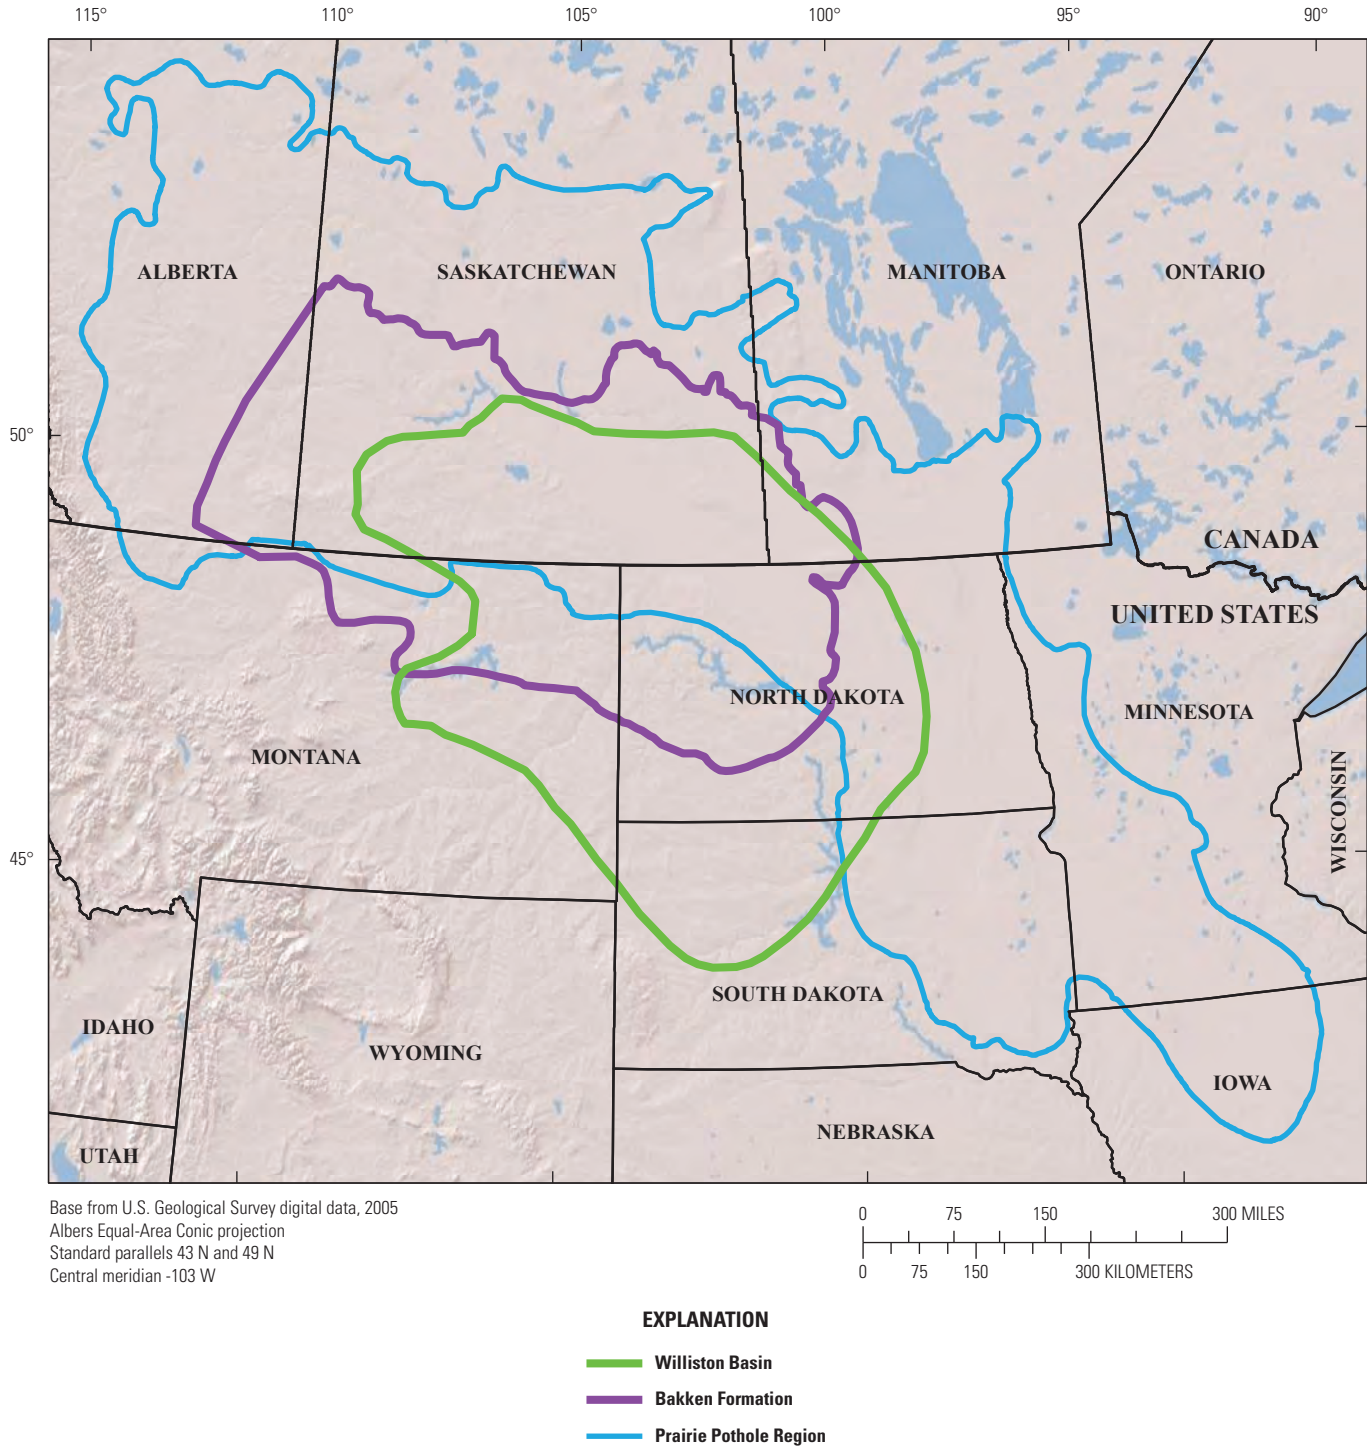 115° 110° 105° 100° 95° 90°
ALBERTA SASKATCHEWAN MANITOBA ONTARIO
50°
CANADA
UNITED STATES
NORTH DAKOTA
MINNESOTA
MONTANA
WISCONSIN
45°
SOUTH DAKOTA
IDAHO
WYOMING
IOWA
NEBRASKA
UTAH
Base from U.S. Geological Survey digital data, 2005
Albers Equal-Area Conic projection
Standard parallels 43 N and 49 N
Central meridian -103 W
0 75 150 300 MILES
0 75 150 300 KILOMETERS
EXPLANATION
Williston Basin
Bakken Formation
Prairie Pothole Region